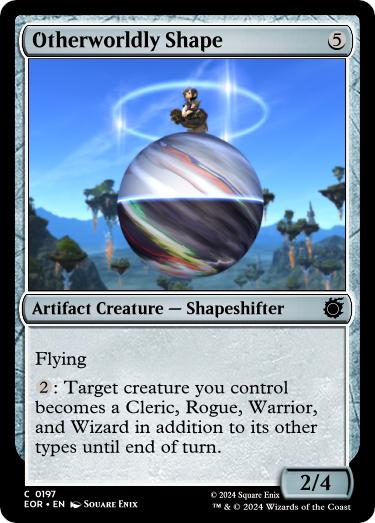 Otherworldly Shape 5
Artifact Creature — Shapeshifter
Flying
2: Target creature you control
becomes a Cleric, Rogue, Warrior,
and Wizard in addition to its other
types until end of turn.
2/4
C 0197
EOR • EN SQUARE ENIX
© 2024 Square Enix
™ & © 2024 Wizards of the Coast